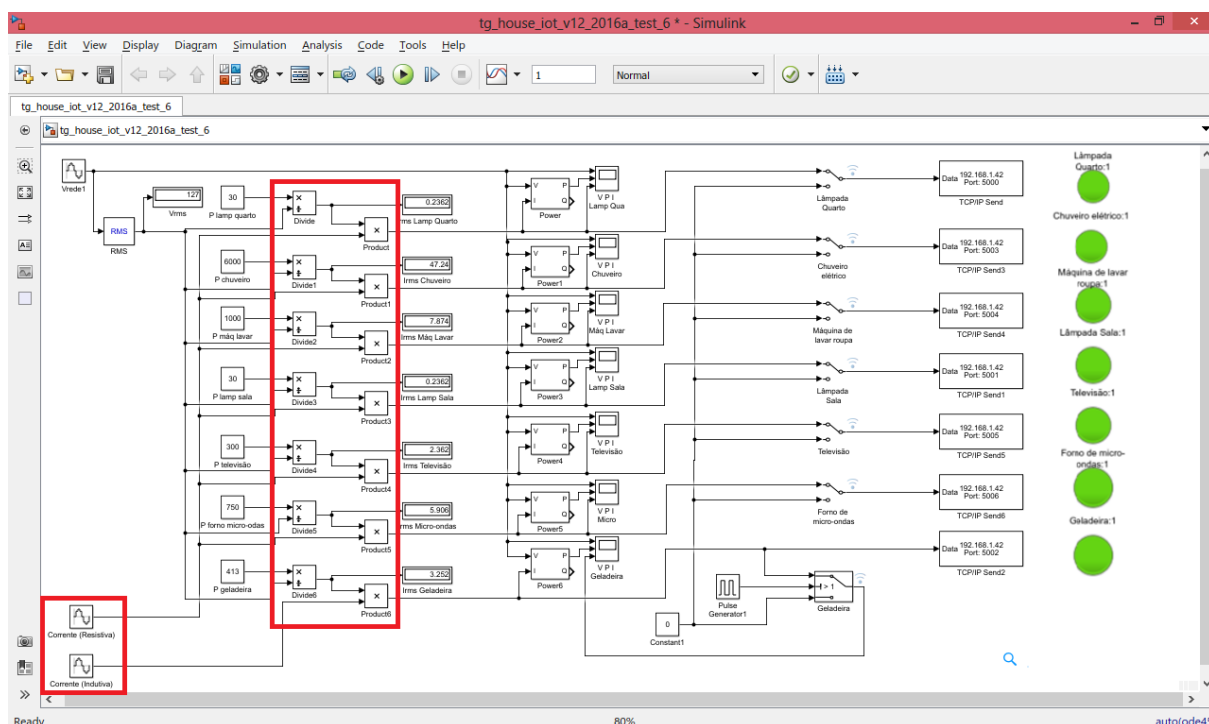 tg_house_iot_v12_2016a_test_6 * - Simulink
File Edit View Display Diagram Simulation Analysis Code Tools Help
1
Normal
tg_house_iot_v12_2016a_test_6
tg_house_iot_v12_2016a_test_6
Vrede1
127
Vrms
RMS
RMS
30
P lamp quarto
×
÷
Divide
×
Product
0.2362
Irms Lamp Quarto
V P
I Q
Power
V P I
Lamp Qua
Lâmpada
Quarto
Data
192.168.1.42
Port: 5000
TCP/IP Send
Lâmpada
Quarto:1
6000
P chuveiro
×
÷
Divide1
×
Product1
47.24
Irms Chuveiro
V P
I Q
Power1
V P I
Chuveiro
Chuveiro
elétrico
Data
192.168.1.42
Port: 5003
TCP/IP Send3
Chuveiro elétrico:1
1000
P máq lavar
×
÷
Divide2
×
Product2
7.874
Irms Máq Lavar
V P
I Q
Power2
V P I
Máq Lavar
Máquina de
lavar roupa
Data
192.168.1.42
Port: 5004
TCP/IP Send4
Máquina de lavar
roupa:1
30
P lamp sala
×
÷
Divide3
×
Product3
0.2362
Irms Lamp Sala
V P
I Q
Power3
V P I
Lamp Sala
Lâmpada
Sala
Data
192.168.1.42
Port: 5001
TCP/IP Send1
Lâmpada Sala:1
300
P televisão
×
÷
Divide4
×
Product4
2.362
Irms Televisão
V P
I Q
Power4
V P I
Televisão
Televisão
Data
192.168.1.42
Port: 5005
TCP/IP Send5
Televisão:1
750
P forno micro-odas
×
÷
Divide5
×
Product5
5.906
Irms Micro-ondas
V P
I Q
Power5
V P I
Micro
Forno de
micro-ondas
Data
192.168.1.42
Port: 5006
TCP/IP Send6
Forno de micro-
ondas:1
413
P geladeira
×
÷
Divide6
×
Product6
3.252
Irms Geladeira
V P
I Q
Power6
V P I
Geladeira
Data
192.168.1.42
Port: 5002
TCP/IP Send2
Geladeira:1
Pulse
Generator1
> 1
Geladeira
0
Constant1
Corrente (Resistiva)
Corrente (Indutiva)
Ready
80%
auto(ode45